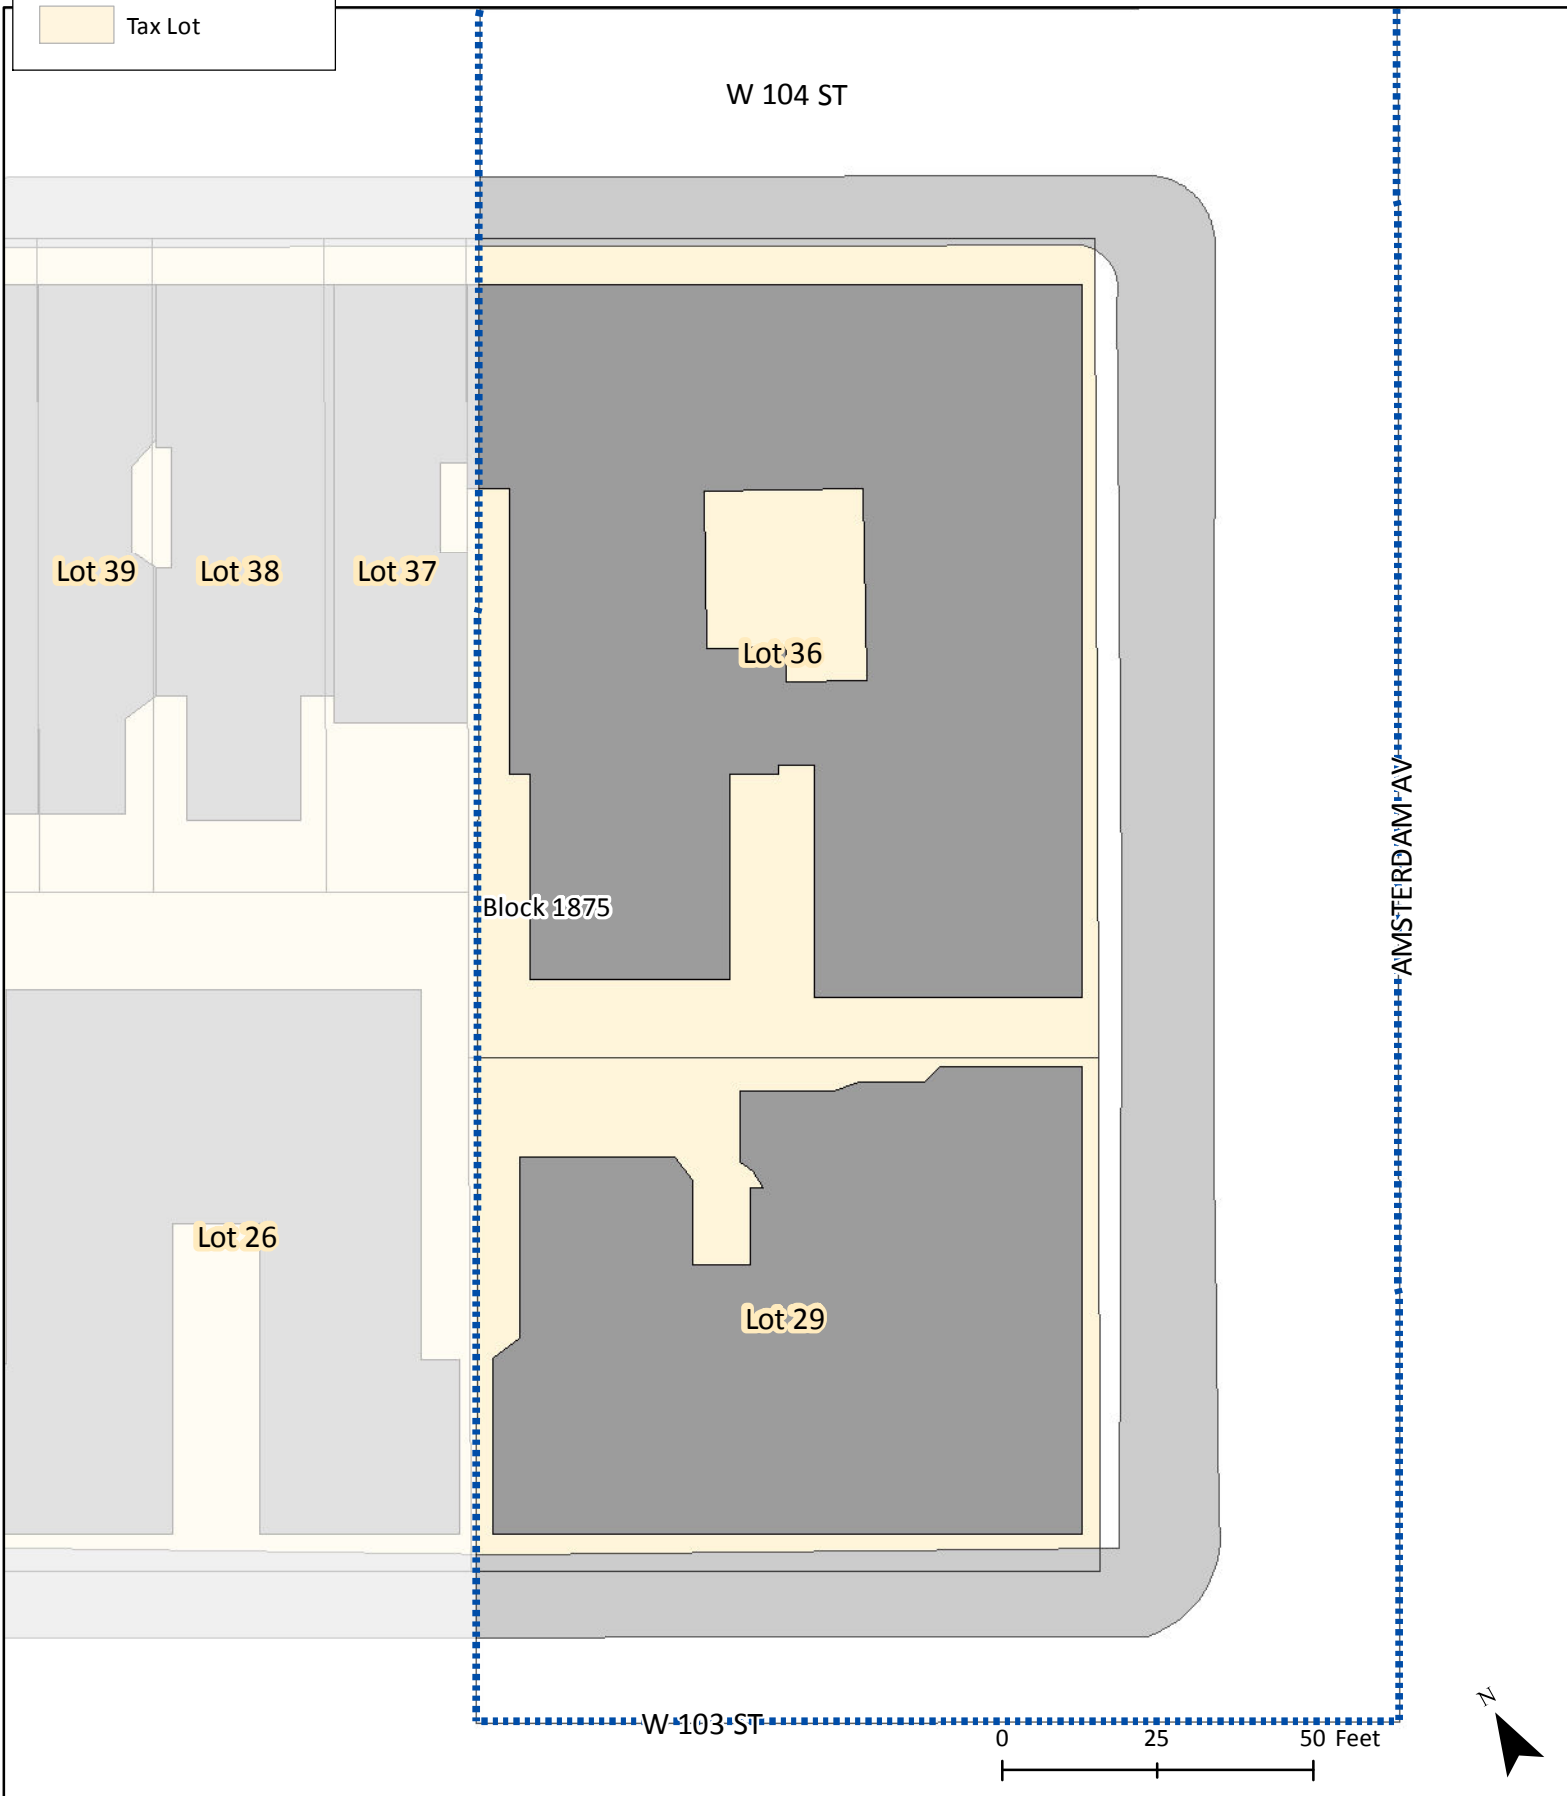 Tax Lot
W 104 ST
Lot 39
Lot 38
Lot 37
Lot 36
Block 1875
AMSTERDAM AV
Lot 26
Lot 29
W 103 ST
N
0 25 50 Feet